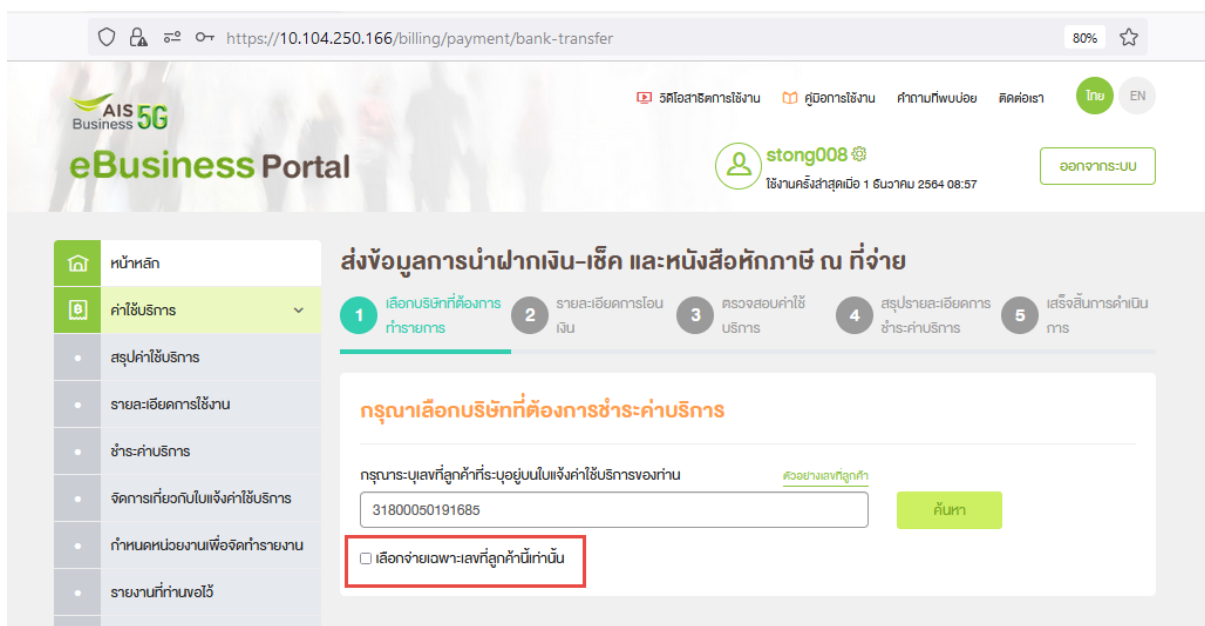 https://10.104.250.166/billing/payment/bank-transfer
80%
AIS 5G
Business
วิดีโอสาธิตการใช้งาน
คู่มือการใช้งาน
คำถามที่พบบ่อย
ติดต่อเรา
ไทย
EN
eBusiness Portal
stong008
ใช้งานครั้งล่าสุดเมื่อ 1 ธันวาคม 2564 08:57
ออกจากระบบ
หน้าหลัก
ค่าใช้บริการ
สรุปค่าใช้บริการ
รายละเอียดการใช้งาน
ชำระค่าบริการ
จัดการเกี่ยวกับใบแจ้งค่าใช้บริการ
กำหนดหน่วยงานเพื่อจัดทำรายงาน
รายงานที่ท่านขอไว้
ส่งข้อมูลการนำฝากเงิน-เช็ค และหนังสือหักภาษี ณ ที่จ่าย
1 เลือกบริษัทที่ต้องการ
ทำรายการ
2 รายละเอียดการโอน
เงิน
3 ตรวจสอบค่าใช้
บริการ
4 สรุปรายละเอียดการ
ชำระค่าบริการ
5 เสร็จสิ้นการดำเนิน
การ
กรุณาเลือกบริษัทที่ต้องการชำระค่าบริการ
กรุณาระบุเลขที่ลูกค้าที่ระบุอยู่บนใบแจ้งค่าใช้บริการของท่าน
ตัวอย่างเลขที่ลูกค้า
31800050191685
ค้นหา
เลือกจ่ายเฉพาะเลขที่ลูกค้านี้เท่านั้น